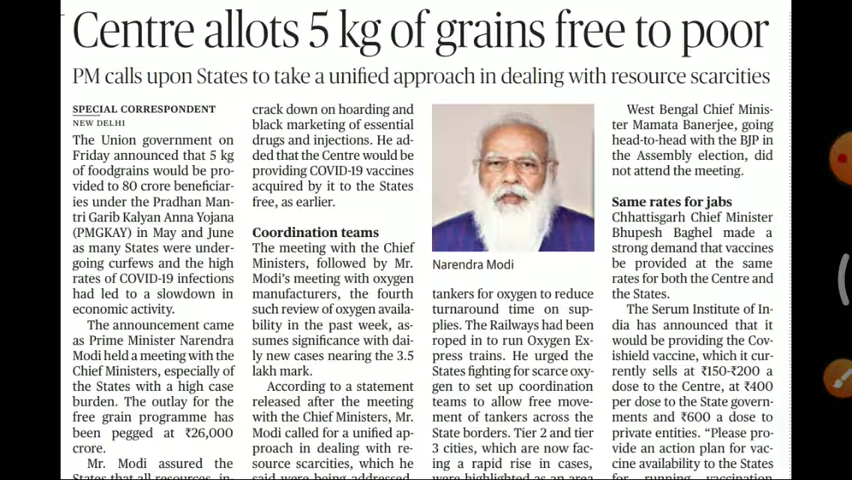 Centre allots 5 kg of grains free to poor
PM calls upon States to take a unified approach in dealing with resource scarcities
SPECIAL CORRESPONDENT
NEW DELHI
The Union government on
Friday announced that 5 kg
of foodgrains would be pro-
vided to 80 crore beneficiar-
ies under the Pradhan Man-
tri Garib Kalyan Anna Yojana
(PMGKAY) in May and June
as many States were under-
going curfews and the high
rates of COVID-19 infections
had led to a slowdown in
economic activity.
The announcement came
as Prime Minister Narendra
Modi held a meeting with the
Chief Ministers, especially of
the States with a high case
burden. The outlay for the
free grain programme has
been pegged at ₹26,000
crore.
Mr. Modi assured the
States that all resources, in-
crack down on hoarding and
black marketing of essential
drugs and injections. He ad-
ded that the Centre would be
providing COVID-19 vaccines
acquired by it to the States
free, as earlier.
Coordination teams
The meeting with the Chief
Ministers, followed by Mr.
Modi's meeting with oxygen
manufacturers, the fourth
such review of oxygen availa-
bility in the past week, as-
sumes significance with dai-
ly new cases nearing the 3.5
lakh mark.
According to a statement
released after the meeting
with the Chief Ministers, Mr.
Modi called for a unified ap-
proach in dealing with re-
source scarcities, which he
said were being addressed.
Narendra Modi
tankers for oxygen to reduce
turnaround time on sup-
plies. The Railways had been
roped in to run Oxygen Ex-
press trains. He urged the
States fighting for scarce oxy-
gen to set up coordination
teams to allow free move-
ment of tankers across the
State borders. Tier 2 and tier
3 cities, which are now fac-
ing a rapid rise in cases,
were highlighted as an area
West Bengal Chief Minis-
ter Mamata Banerjee, going
head-to-head with the BJP in
the Assembly election, did
not attend the meeting.
Same rates for jabs
Chhattisgarh Chief Minister
Bhupesh Baghel made a
strong demand that vaccines
be provided at the same
rates for both the Centre and
the States.
The Serum Institute of In-
dia has announced that it
would be providing the Cov-
ishield vaccine, which it cur-
rently sells at ₹150-₹200 a
dose to the Centre, at ₹400
per dose to the State govern-
ments and ₹600 a dose to
private entities. “Please pro-
vide an action plan for vac-
cine availability to the States
for running vaccination